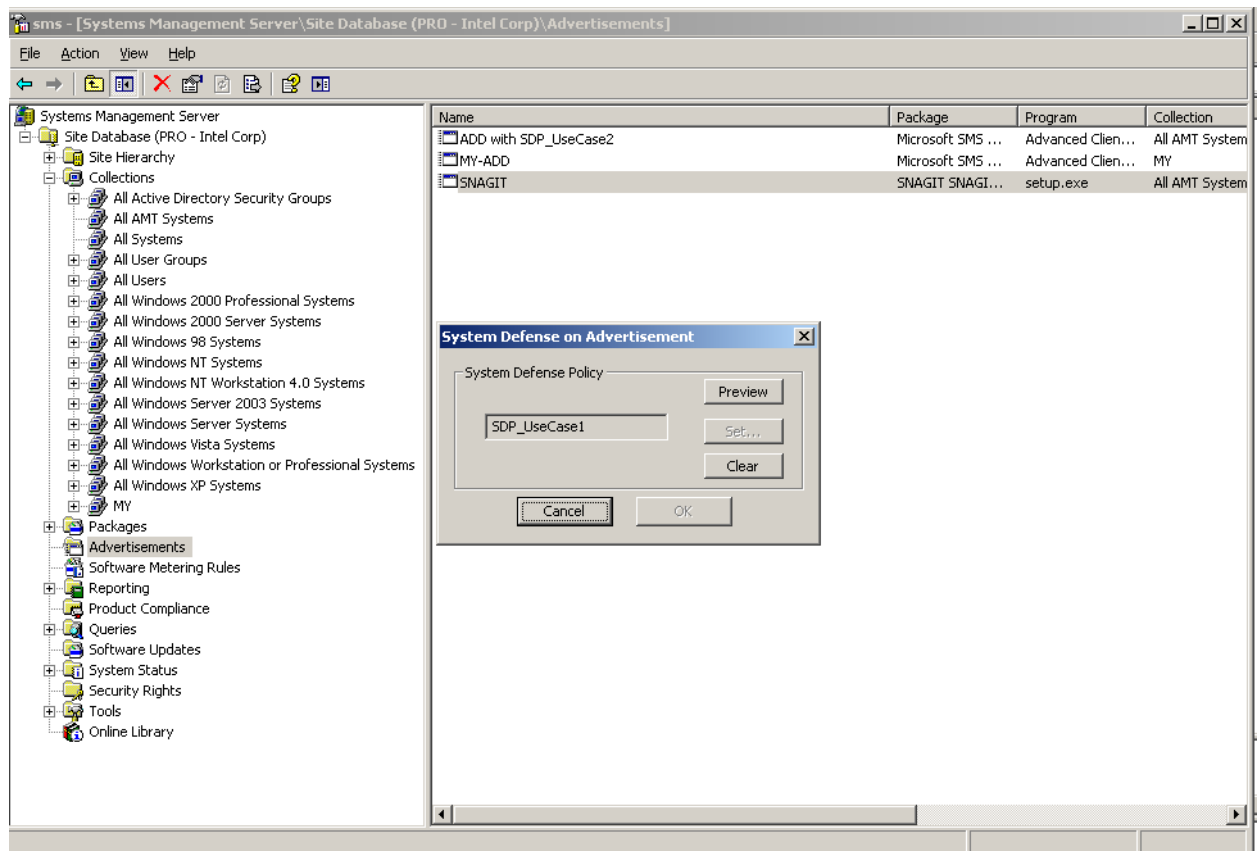 sms - [Systems Management Server\Site Database (PRO - Intel Corp)\Advertisements]
File Action View Help
Systems Management Server
Site Database (PRO - Intel Corp)
Site Hierarchy
Collections
All Active Directory Security Groups
All AMT Systems
All Systems
All User Groups
All Users
All Windows 2000 Professional Systems
All Windows 2000 Server Systems
All Windows 98 Systems
All Windows NT Systems
All Windows NT Workstation 4.0 Systems
All Windows Server 2003 Systems
All Windows Server Systems
All Windows Vista Systems
All Windows Workstation or Professional Systems
All Windows XP Systems
MY
Packages
Advertisements
Software Metering Rules
Reporting
Product Compliance
Queries
Software Updates
System Status
Security Rights
Tools
Online Library
Name Package Program Collection
ADD with SDP_UseCase2 Microsoft SMS ... Advanced Clien... All AMT System
MY-ADD Microsoft SMS ... Advanced Clien... MY
SNAGIT SNAGIT SNAGI... setup.exe All AMT System
System Defense on Advertisement
System Defense Policy
Preview
SDP_UseCase1
Set...
Clear
Cancel OK